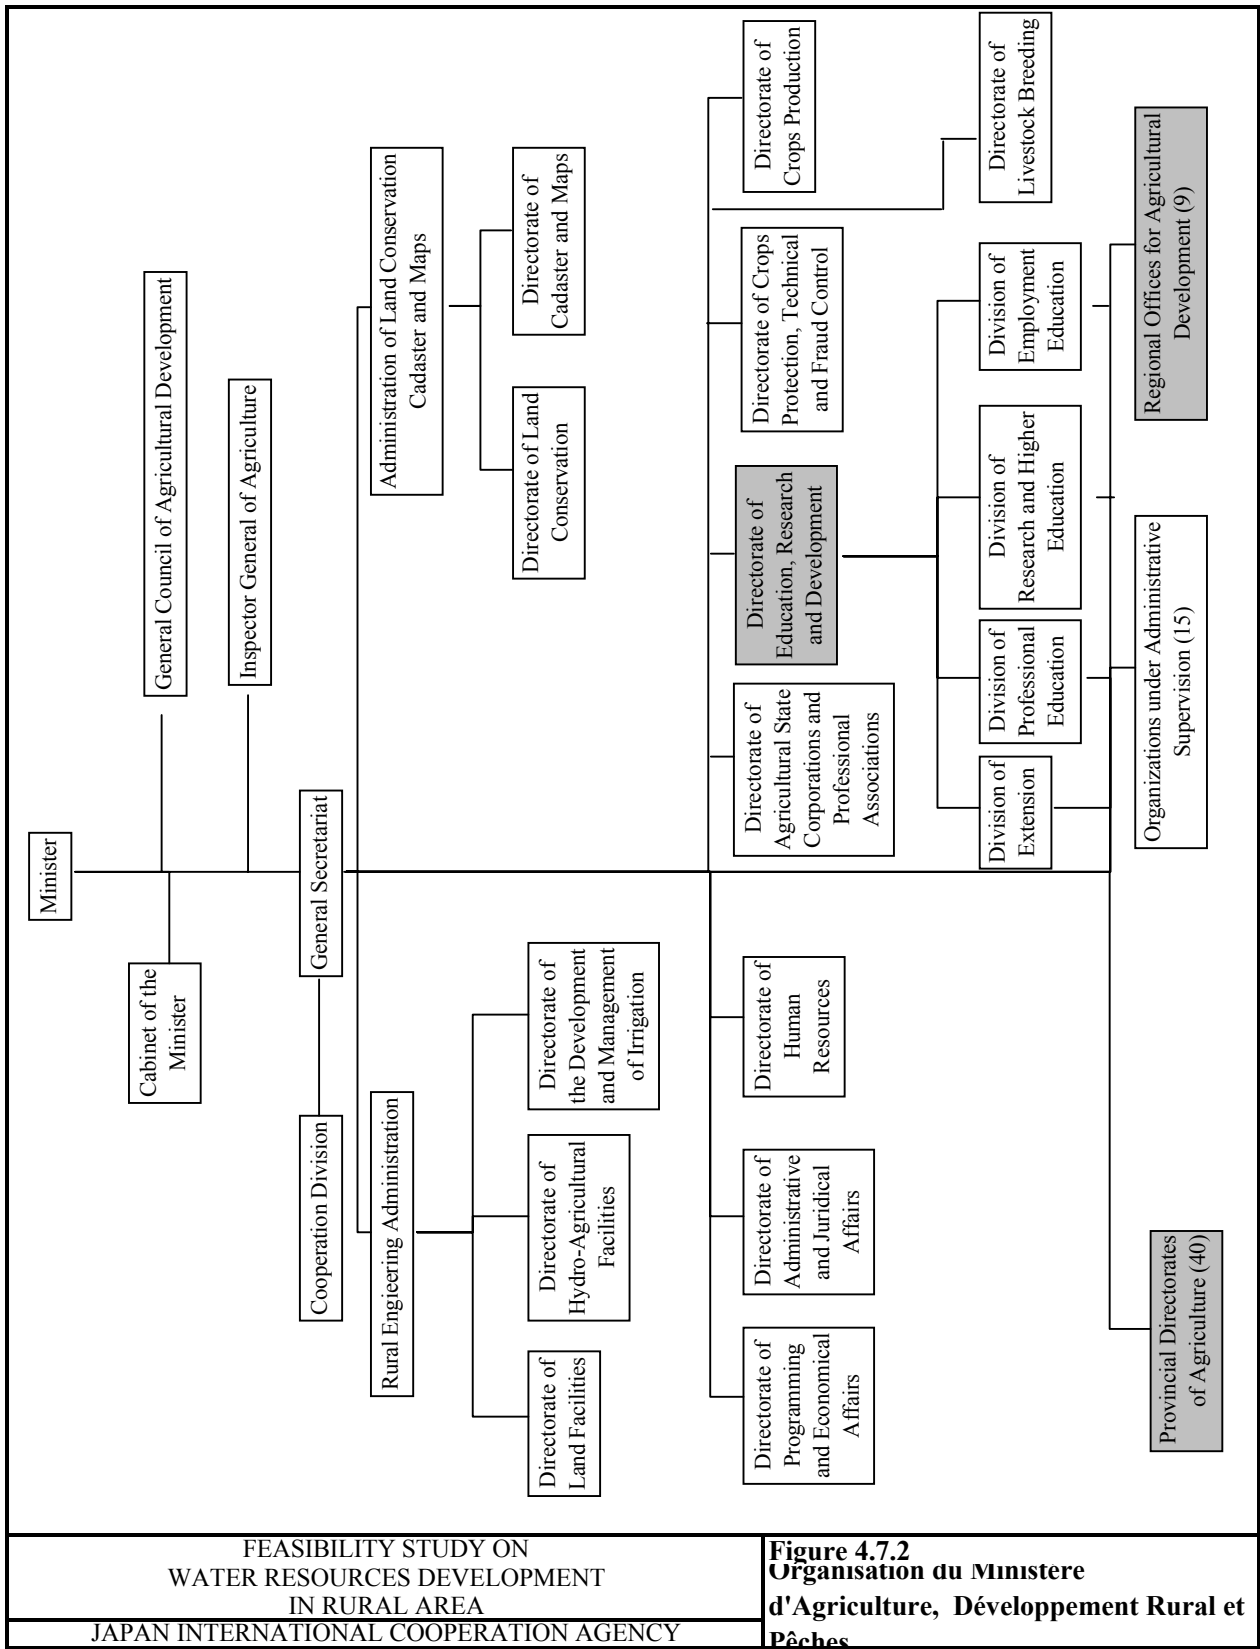 Minister
Cabinet of the
Minister
General Council of Agricultural Development
Inspector General of Agriculture
General Secretariat
Cooperation Division
Rural Engieering Administration
Administration of Land Conservation
Cadaster and Maps
Directorate of
Land Facilities
Directorate of
Hydro-Agricultural
Facilities
Directorate of
the Development
and Management
of Irrigation
Directorate of Land
Conservation
Directorate of
Cadaster and Maps
Directorate of
Programming
and Economical
Affairs
Directorate of
Administrative
and Juridical
Affairs
Directorate of
Human
Resources
Directorate of
Agricultural State
Corporations and
Professional
Associations
Directorate of
Education, Research
and Development
Directorate of Crops
Protection, Technical
and Fraud Control
Directorate of
Crops Production
Directorate of
Livestock Breeding
Division of
Extension
Division of
Professional
Education
Division of
Research and Higher
Education
Division of
Employment
Education
Provincial Directorates
of Agriculture (40)
Organizations under Administrative
Supervision (15)
Regional Offices for Agricultural
Development (9)
FEASIBILITY STUDY ON
WATER RESOURCES DEVELOPMENT
IN RURAL AREA
JAPAN INTERNATIONAL COOPERATION AGENCY
Figure 4.7.2
Organisation du Ministère
d'Agriculture, Développement Rural et
Pêches